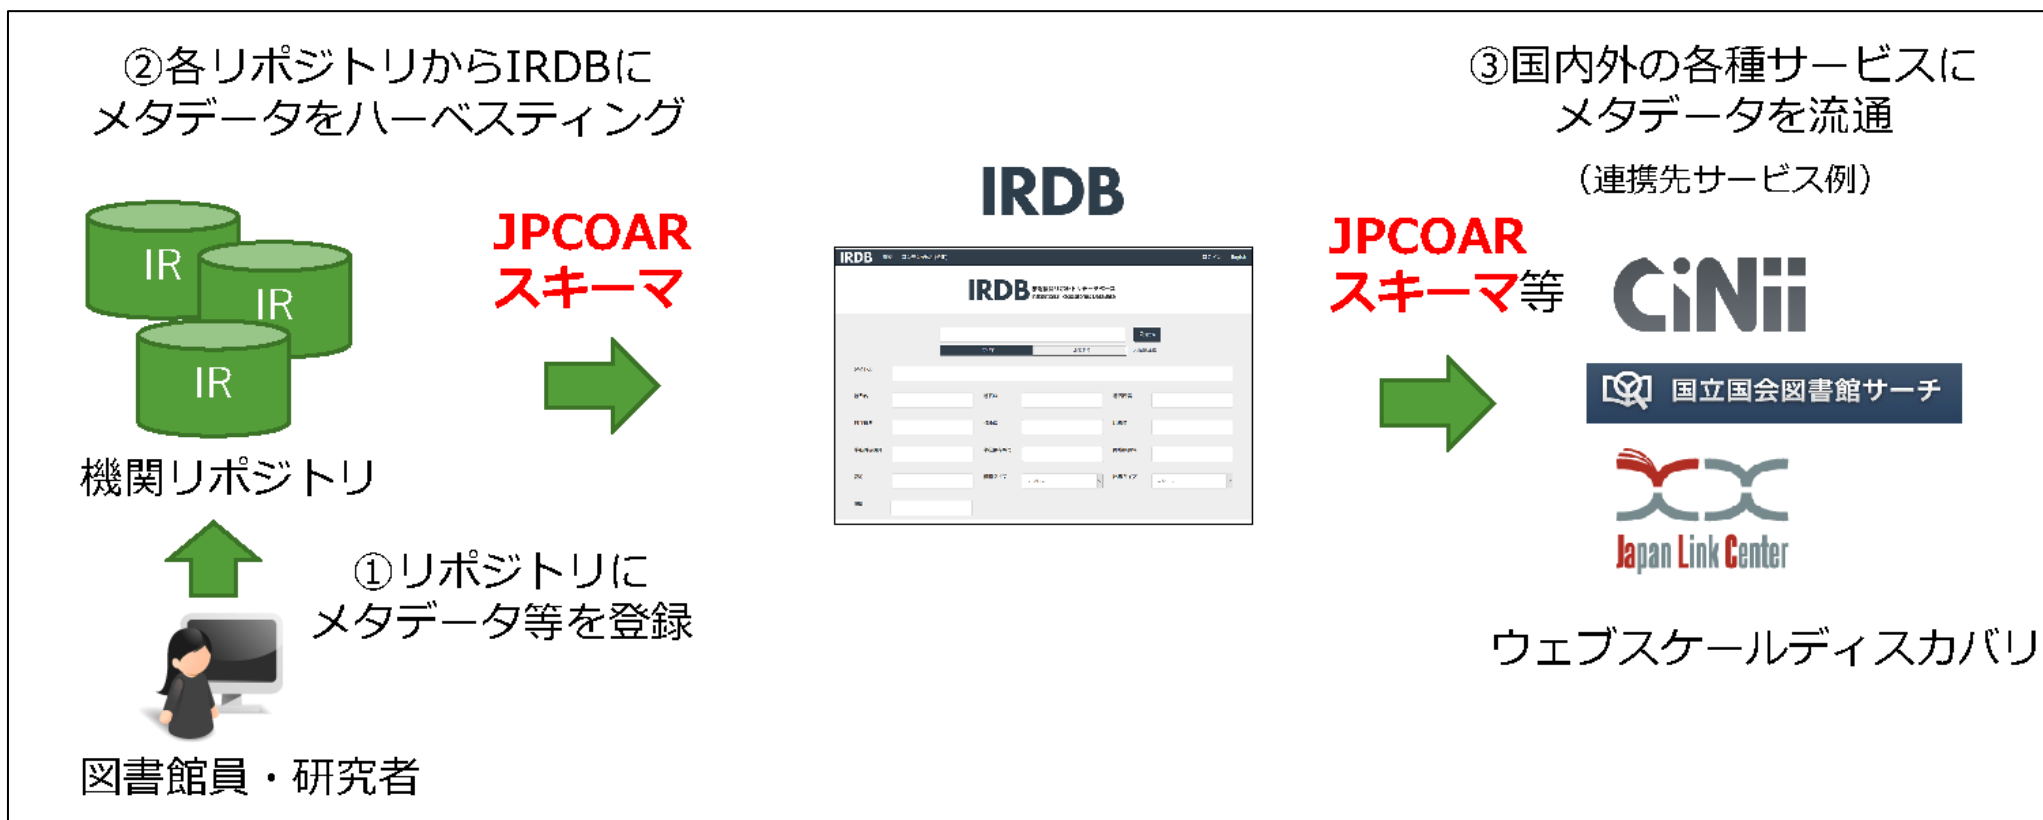 ②各リポジトリからIRDBに
メタデータをハーベスティング
IR
IR
IR
機関リポジトリ
①リポジトリに
メタデータ等を登録
図書館員・研究者
JPCOAR
スキーマ
IRDB
IRDB
English
IRDB
JPCOAR
スキーマ等
③国内外の各種サービスに
メタデータを流通
（連携先サービス例）
CiNii
国立国会図書館サーチ
Japan Link Center
ウェブスケールディスカバリ